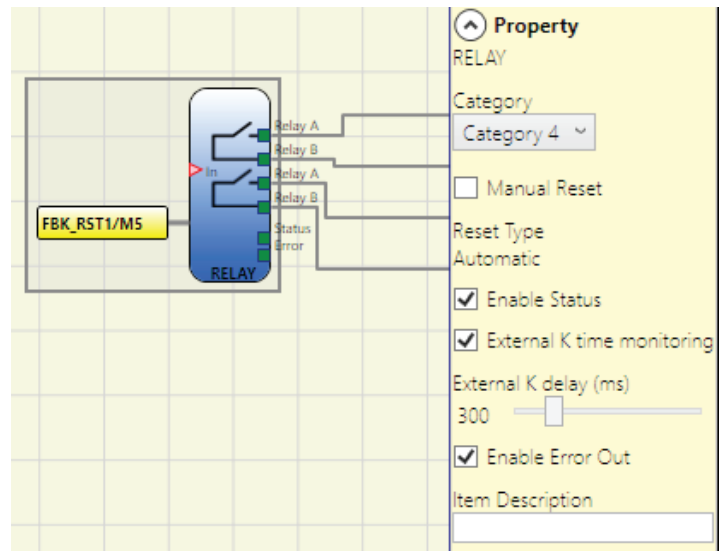 Relay A
Relay B
In
Relay A
Relay B
FBK_RST1/M5
Status
Error
RELAY
Property
RELAY
Category
Category 4
Manual Reset
Reset Type
Automatic
Enable Status
External K time monitoring
External K delay (ms)
300
Enable Error Out
Item Description